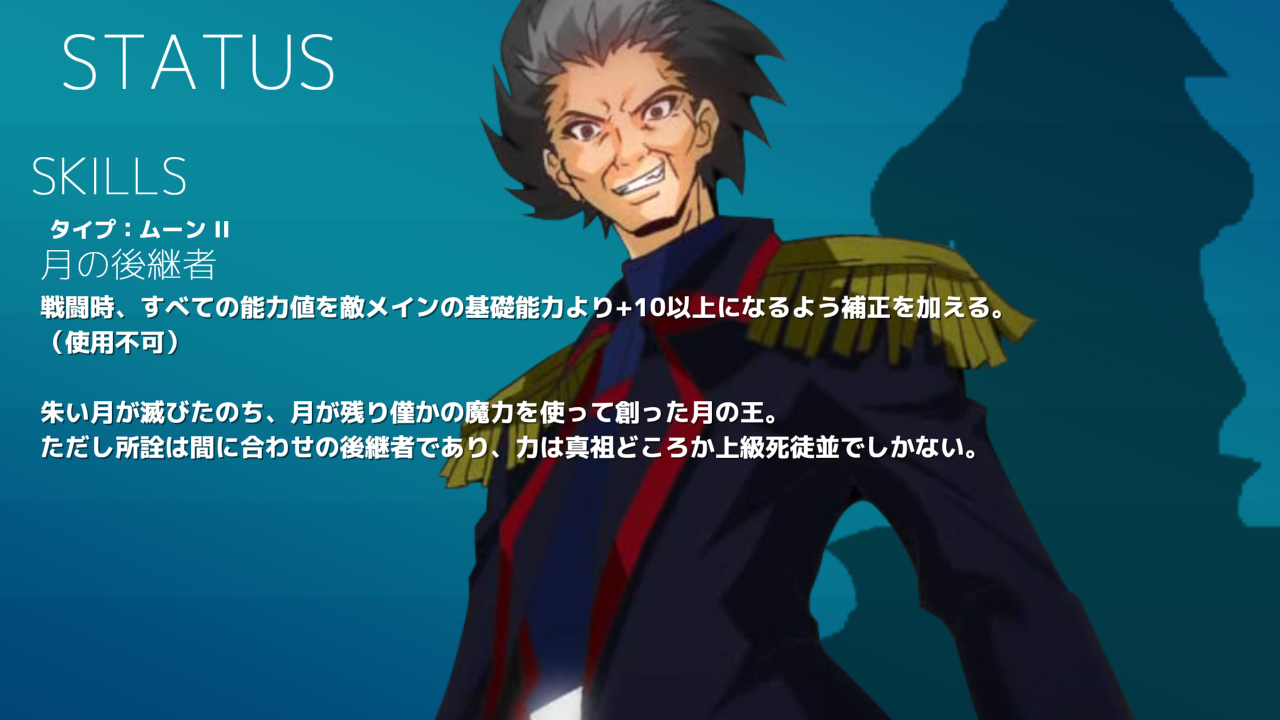 STATUS
SKILLS
タイプ：ムーン II
月の後継者
戦闘時、すべての能力値を敵メインの基礎能力より+10以上になるよう補正を加える。
（使用不可）
朱い月が滅びたのち、月が残り僅かの魔力を使って創った月の王。
ただし所詮は間に合わせの後継者であり、力は真祖どころか上級死徒並でしかない。